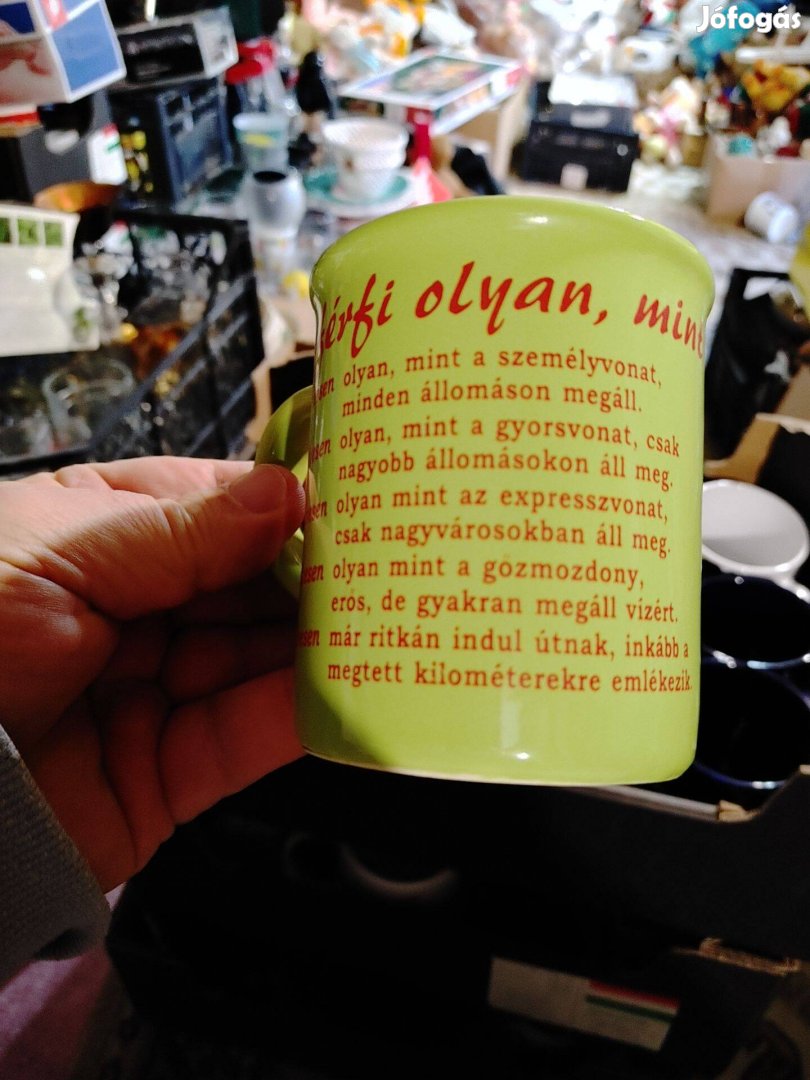 Jófogás
férfi olyan, mint
olyan, mint a személyvonat,
minden állomáson megáll.
olyan, mint a gyorsvonat, csak
nagyobb állomásokon áll meg.
olyan mint az expresszvonat,
csak nagyvárosokban áll meg.
olyan mint a gőzmozdony,
erős, de gyakran megáll vízért.
már ritkán indul útnak, inkább a
megtett kilométerekre emlékezik.